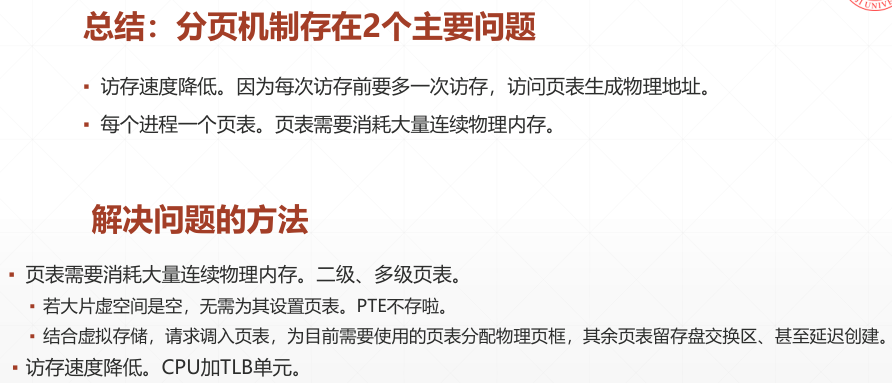 总结：分页机制存在2个主要问题
▪ 访存速度降低。因为每次访存前要多一次访存，访问页表生成物理地址。
▪ 每个进程一个页表。页表需要消耗大量连续物理内存。
解决问题的方法
▪ 页表需要消耗大量连续物理内存。二级、多级页表。
▪ 若大片虚空间是空，无需为其设置页表。PTE不存啦。
▪ 结合虚拟存储，请求调入页表，为目前需要使用的页表分配物理页框，其余页表留存盘交换区、甚至延迟创建。
▪ 访存速度降低。CPU加TLB单元。